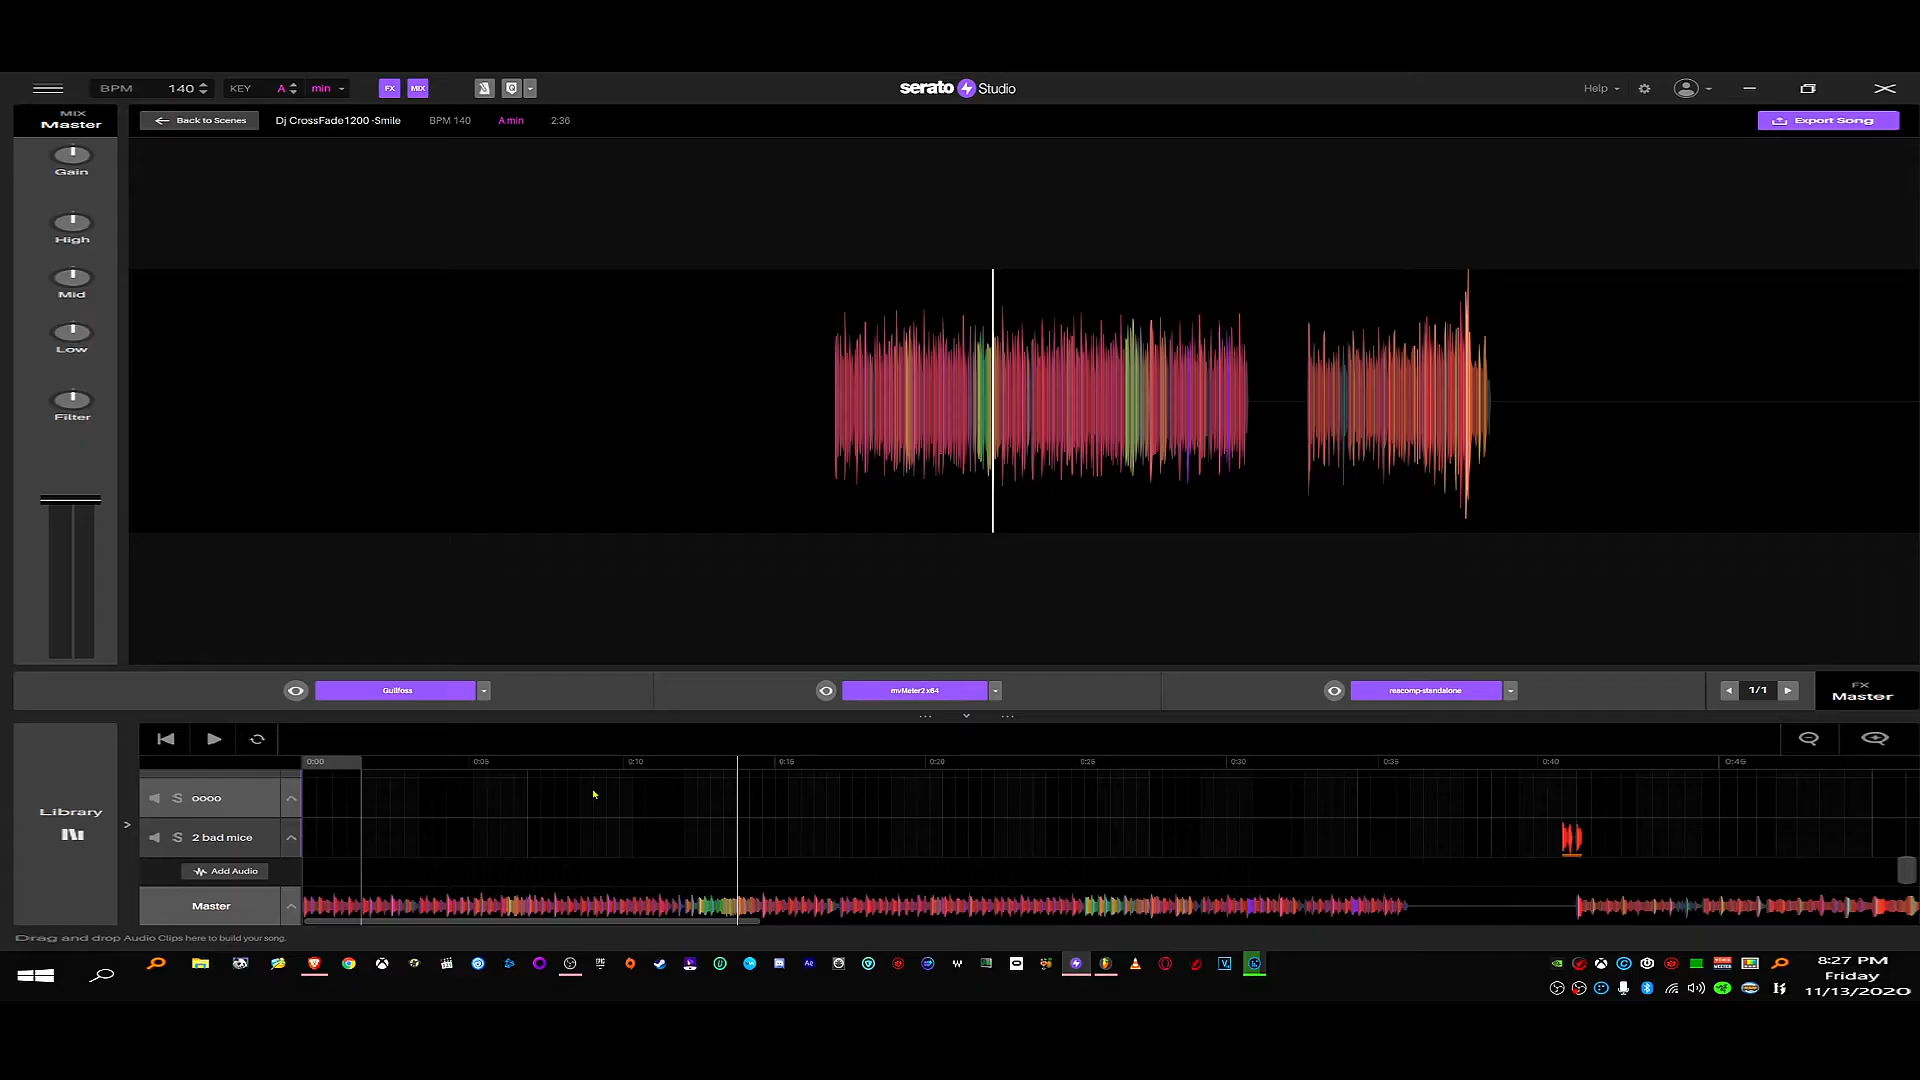 BPM 140 KEY A min FX MIX serato Studio Help
MIX
Master
Back to Scenes Dj CrossFade1200 -Smile BPM 140 A min 2:36 Export Song
Gain
High
Mid
Low
Filter
Gullfoss mvMeter2 x64 reacomp-standalone 1/1
FX
Master
0:00 0:05 0:10 0:15 0:20 0:25 0:30 0:35 0:40 0:45
Library
S oooo
S 2 bad mice
Add Audio
Master
Drag and drop Audio Clips here to build your song.
8:27 PM
Friday
11/13/2020